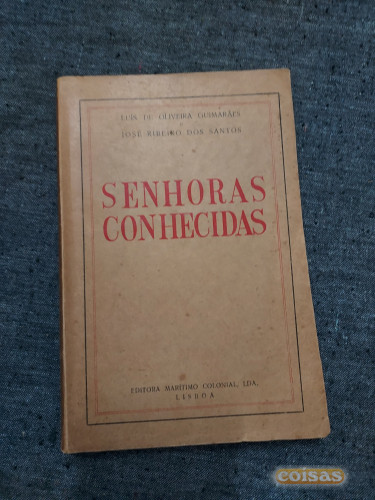 LUIS DE OLIVEIRA GUIMARÃES
JOSÉ RIBEIRO DOS SANTOS
SENHORAS
CONHECIDAS
EDITORA MARÍTIMO COLONIAL, LDA.
LISBOA
coisas